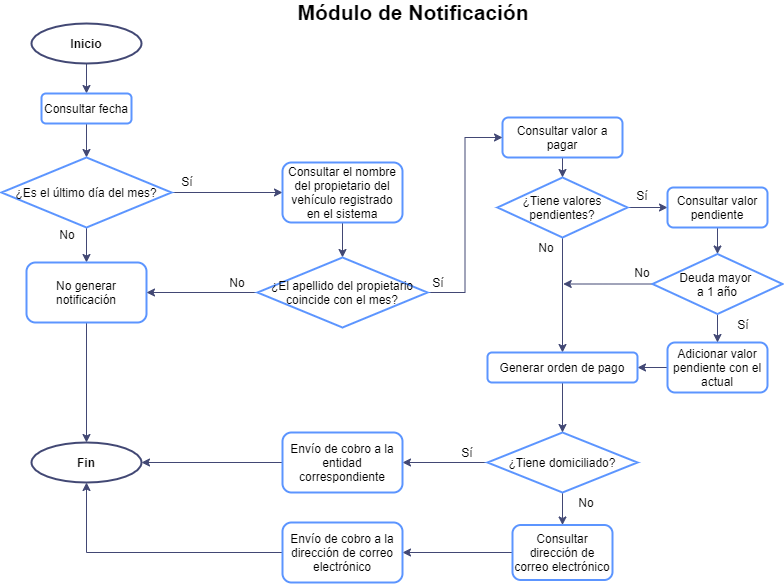 Módulo de Notificación
Inicio
Consultar fecha
¿Es el último día del mes?
Sí
No
Consultar el nombre
del propietario del
vehículo registrado
en el sistema
¿El apellido del propietario
coincide con el mes?
No
Sí
No generar
notificación
Consultar valor a
pagar
¿Tiene valores
pendientes?
Sí
No
Consultar valor
pendiente
Deuda mayor
a 1 año
No
Sí
Adicionar valor
pendiente con el
actual
Generar orden de pago
¿Tiene domiciliado?
Sí
No
Envío de cobro a la
entidad
correspondiente
Consultar
dirección de
correo electrónico
Envío de cobro a la
dirección de correo
electrónico
Fin